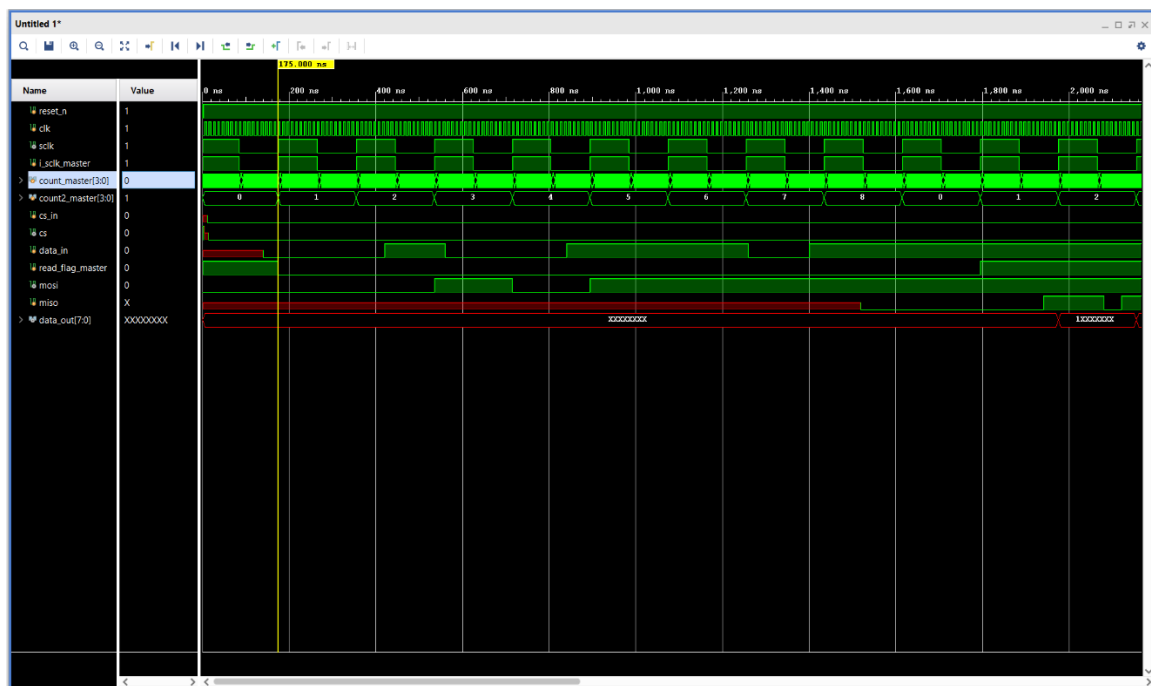 Untitled 1*
175.000 ns
Name Value
0 ns 200 ns 400 ns 600 ns 800 ns 1,000 ns 1,200 ns 1,400 ns 1,600 ns 1,800 ns 2,000 ns
reset_n 1
clk 1
sclk 1
i_sclk_master 1
count_master[3:0] 0
count2_master[3:0] 1 0 1 2 3 4 5 6 7 8 0 1 2
cs_in 0
cs 0
data_in 0
read_flag_master 0
mosi 0
miso X
data_out[7:0] XXXXXXXX XXXXXXXX 1XXXXXXX